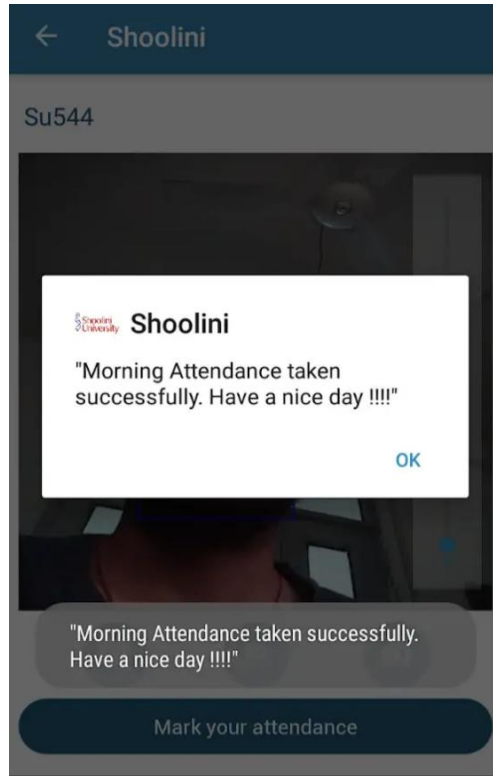 Shoolini
Su544
Shoolini
University
Shoolini
"Morning Attendance taken
successfully. Have a nice day !!!!"
OK
"Morning Attendance taken successfully.
Have a nice day !!!!"
Mark your attendance